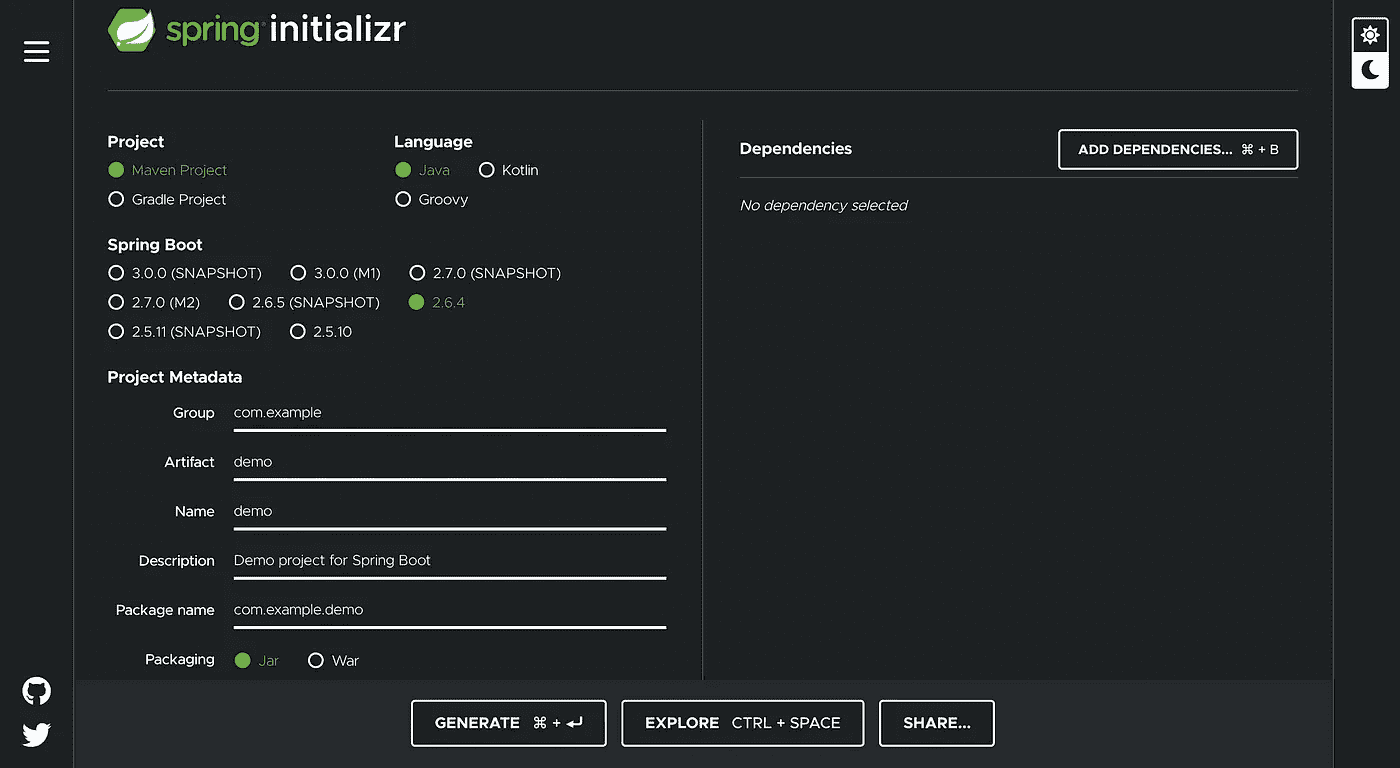 spring initializr
Project
Maven Project
Gradle Project
Language
Java Kotlin
Groovy
Spring Boot
3.0.0 (SNAPSHOT) 3.0.0 (M1) 2.7.0 (SNAPSHOT)
2.7.0 (M2) 2.6.5 (SNAPSHOT) 2.6.4
2.5.11 (SNAPSHOT) 2.5.10
Project Metadata
Group com.example
Artifact demo
Name demo
Description Demo project for Spring Boot
Package name com.example.demo
Packaging Jar War
Dependencies
ADD DEPENDENCIES... ⌘ + B
No dependency selected
GENERATE ⌘ + ↵
EXPLORE CTRL + SPACE
SHARE...